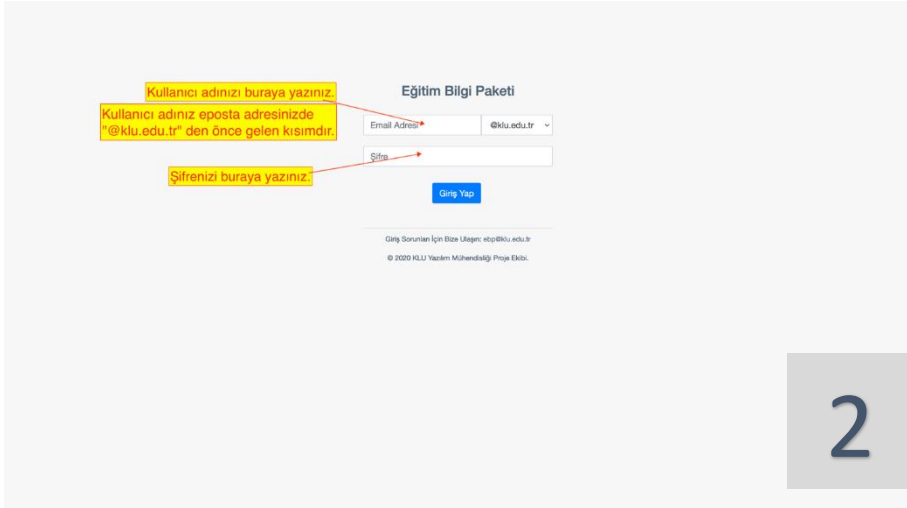 Kullanıcı adınızı buraya yazınız.
Kullanıcı adınız eposta adresinizde
"@klu.edu.tr" den önce gelen kısımdır.
Şifrenizi buraya yazınız.
Eğitim Bilgi Paketi
Email Adresi
@klu.edu.tr
Şifre
Giriş Yap
Giriş Sorunları İçin Bize Ulaşın: ebp@klu.edu.tr
© 2020 KLU Yazılım Mühendisliği Proje Ekibi.
2